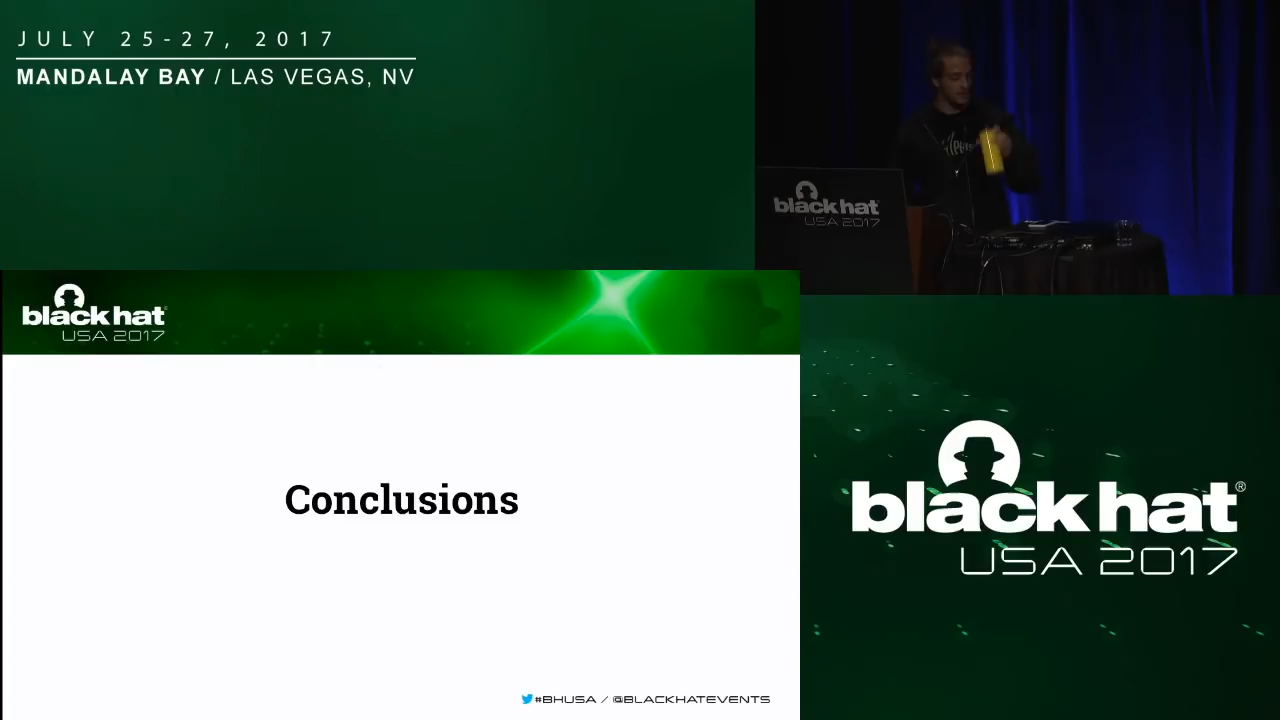 JULY 25-27, 2017
MANDALAY BAY / LAS VEGAS, NV
black hat
USA 2017
black hat
USA 2017
Conclusions
black hat®
USA 2017
#BHUSA / @BLACKHATEVENTS